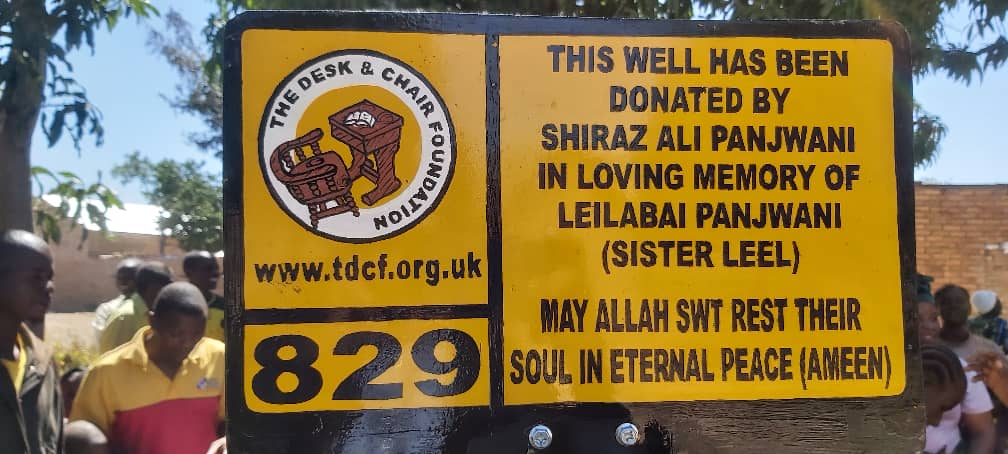 THE DESK & CHAIR FOUNDATION
www.tdcf.org.uk
829
THIS WELL HAS BEEN
DONATED BY
SHIRAZ ALI PANJWANI
IN LOVING MEMORY OF
LEILABAI PANJWANI
(SISTER LEEL)
MAY ALLAH SWT REST THEIR
SOUL IN ETERNAL PEACE (AMEEN)